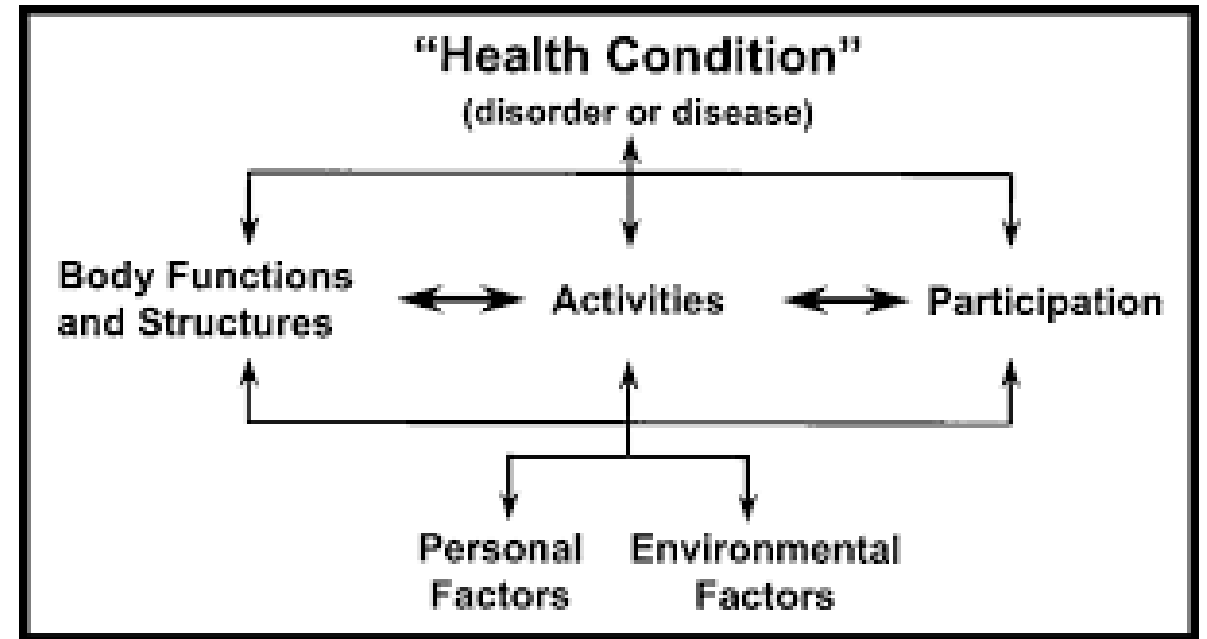 “Health Condition”
(disorder or disease)
Body Functions
and Structures
Activities
Participation
Personal
Factors
Environmental
Factors